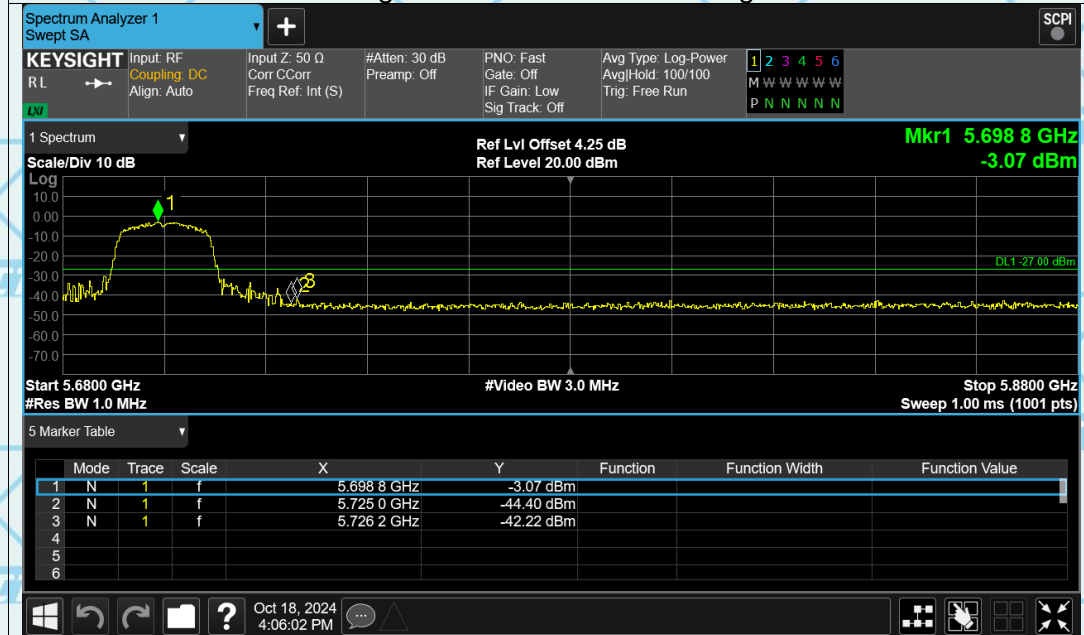 Spectrum Analyzer 1
Swept SA
+
SCPI
KEYSIGHT
RL
LXI
Input: RF
Coupling: DC
Align: Auto
Input Z: 50 Ω
Corr CCorr
Freq Ref: Int (S)
#Atten: 30 dB
Preamp: Off
PNO: Fast
Gate: Off
IF Gain: Low
Sig Track: Off
Avg Type: Log-Power
Avg|Hold: 100/100
Trig: Free Run
1 2 3 4 5 6
M W W W W W
P N N N N N
1 Spectrum
Scale/Div 10 dB
Ref Lvl Offset 4.25 dB
Ref Level 20.00 dBm
Mkr1 5.698 8 GHz
-3.07 dBm
Log
10.0
0.00
-10.0
-20.0
-30.0
-40.0
-50.0
-60.0
-70.0
1
2
3
DL1 -27.00 dBm
Start 5.6800 GHz
#Res BW 1.0 MHz
#Video BW 3.0 MHz
Stop 5.8800 GHz
Sweep 1.00 ms (1001 pts)
5 Marker Table
Mode Trace Scale X Y Function Function Width Function Value
1 N 1 f 5.698 8 GHz -3.07 dBm
2 N 1 f 5.725 0 GHz -44.40 dBm
3 N 1 f 5.726 2 GHz -42.22 dBm
4
5
6
?
Oct 18, 2024
4:06:02 PM